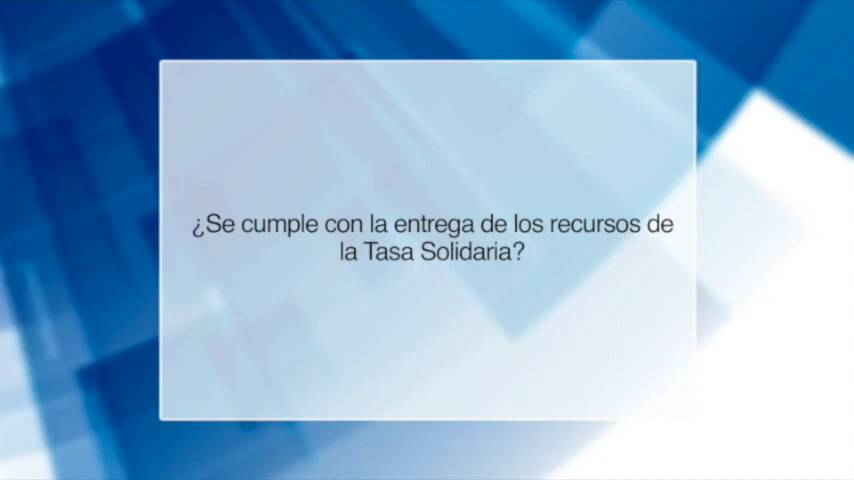 ¿Se cumple con la entrega de los recursos de
la Tasa Solidaria?